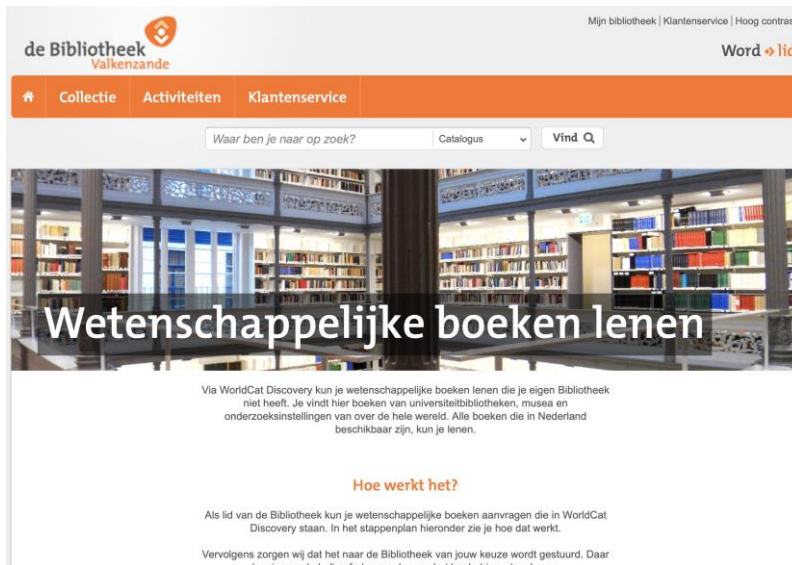 Mijn bibliotheek | Klantenservice | Hoog contras
de Bibliotheek
Valkenzande
Word lid
Collectie Activiteiten Klantenservice
Waar ben je naar op zoek? Catalogus Vind
Wetenschappelijke boeken lenen
Via WorldCat Discovery kun je wetenschappelijke boeken lenen die je eigen Bibliotheek
niet heeft. Je vindt hier boeken van universiteitbibliotheken, musea en
onderzoeksinstellingen van over de hele wereld. Alle boeken die in Nederland
beschikbaar zijn, kun je lenen.
Hoe werkt het?
Als lid van de Bibliotheek kun je wetenschappelijke boeken aanvragen die in WorldCat
Discovery staan. In het stappenplan hieronder zie je hoe dat werkt.
Vervolgens zorgen wij dat het naar de Bibliotheek van jouw keuze wordt gestuurd. Daar